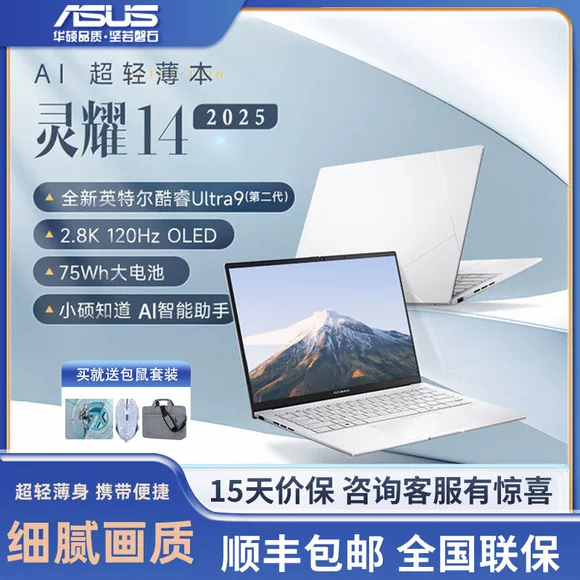 ASUS
华硕品质·坚若磐石
AI 超轻薄本
灵耀14 2025
全新英特尔酷睿Ultra9(第二代)
2.8K 120Hz OLED
75Wh大电池
小硕知道 AI智能助手
买就送包鼠套装
超轻薄身 携带便捷
15天价保 咨询客服有惊喜
细腻画质
顺丰包邮 全国联保